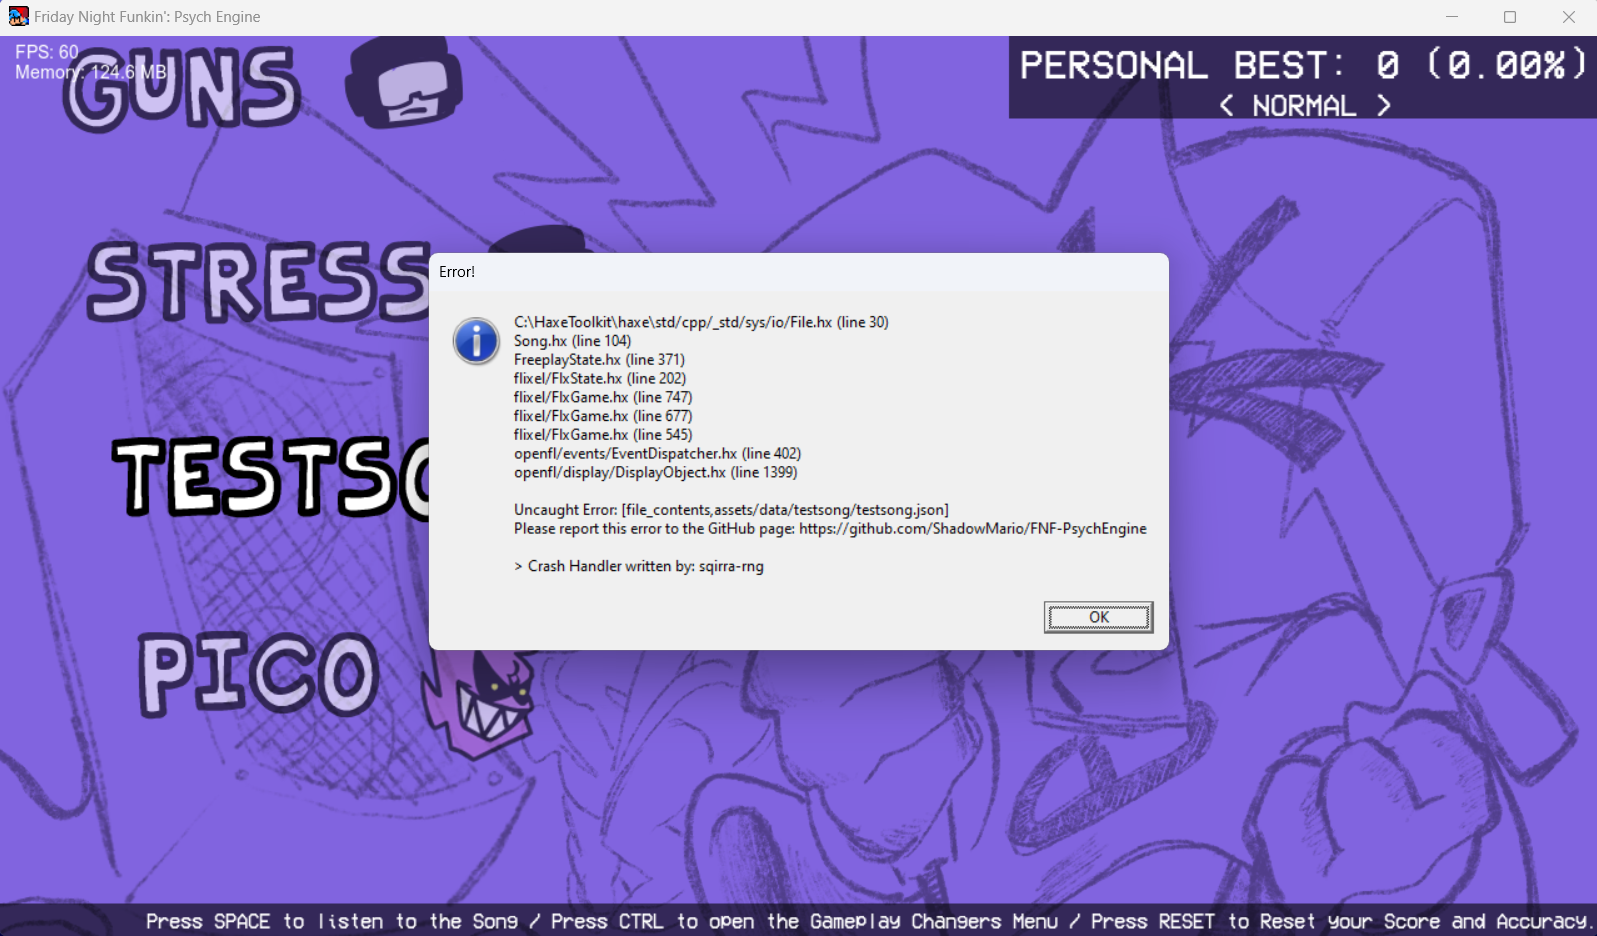 Friday Night Funkin': Psych Engine
FPS: 60
Memory: 124.6 MB
GUNS
PERSONAL BEST: 0 (0.00%)
< NORMAL >
STRESS
Error!
C:\HaxeToolkit\haxe\std/cpp/_std/sys/io/File.hx (line 30)
Song.hx (line 104)
FreeplayState.hx (line 371)
flixel/FlxState.hx (line 202)
flixel/FlxGame.hx (line 747)
flixel/FlxGame.hx (line 677)
flixel/FlxGame.hx (line 545)
openfl/events/EventDispatcher.hx (line 402)
openfl/display/DisplayObject.hx (line 1399)
Uncaught Error: [file_contents,assets/data/testsong/testsong.json]
Please report this error to the GitHub page: https://github.com/ShadowMario/FNF-PsychEngine
> Crash Handler written by: sqirra-rng
OK
TESTSO
PICO
Press SPACE to listen to the Song / Press CTRL to open the Gameplay Changers Menu / Press RESET to Reset your Score and Accuracy.